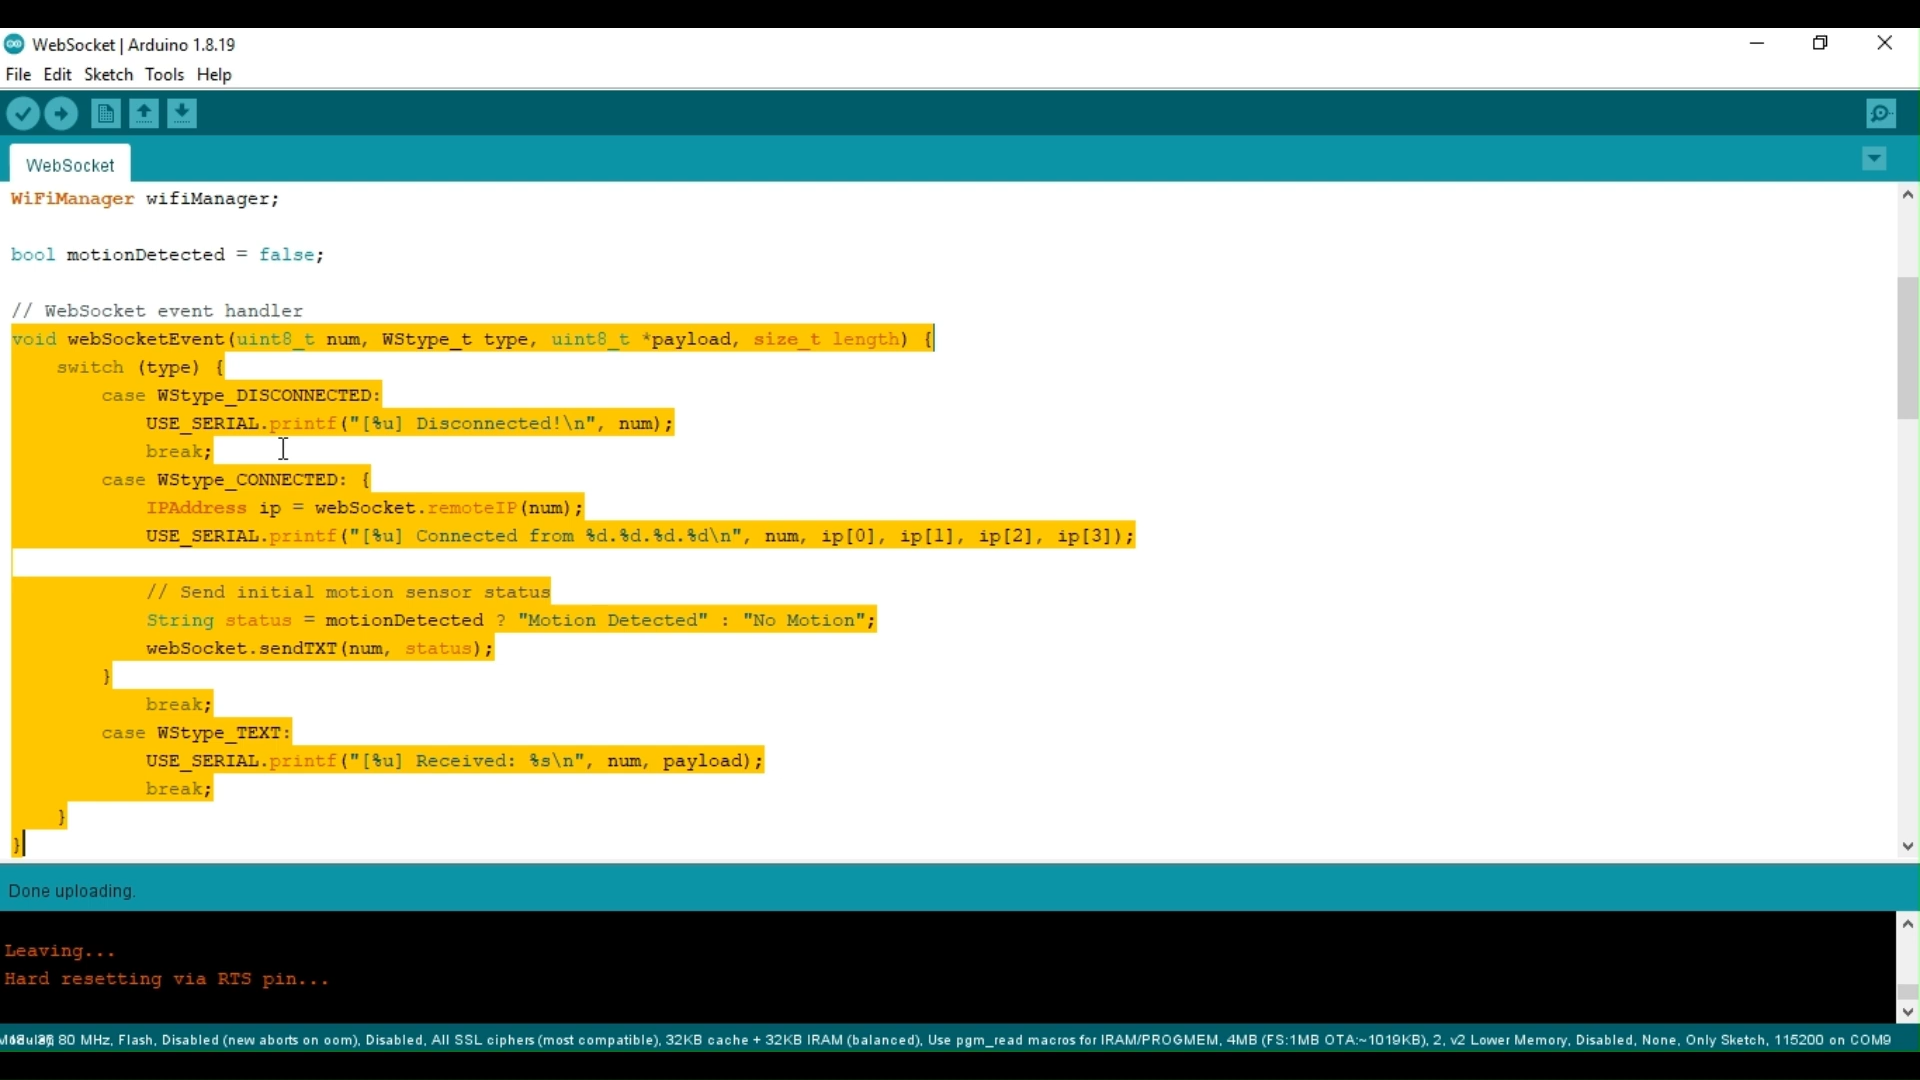 WebSocket | Arduino 1.8.19
File Edit Sketch Tools Help
WebSocket
WiFiManager wifiManager;
bool motionDetected = false;
// WebSocket event handler
void webSocketEvent(uint8_t num, WStype_t type, uint8_t *payload, size_t length) {
switch (type) {
case WStype_DISCONNECTED:
USE_SERIAL.printf("[%u] Disconnected!\n", num);
break;
case WStype_CONNECTED: {
IPAddress ip = webSocket.remoteIP(num);
USE_SERIAL.printf("[%u] Connected from %d.%d.%d.%d\n", num, ip[0], ip[1], ip[2], ip[3]);
// Send initial motion sensor status
String status = motionDetected ? "Motion Detected" : "No Motion";
webSocket.sendTXT(num, status);
}
break;
case WStype_TEXT:
USE_SERIAL.printf("[%u] Received: %s\n", num, payload);
break;
}
}
Done uploading.
Leaving...
Hard resetting via RTS pin...
80 MHz, Flash, Disabled (new aborts on oom), Disabled, All SSL ciphers (most compatible), 32KB cache + 32KB IRAM (balanced), Use pgm_read macros for IRAM/PROGMEM, 4MB (FS:1MB OTA:~1019KB), 2, v2 Lower Memory, Disabled, None, Only Sketch, 115200 on COM9